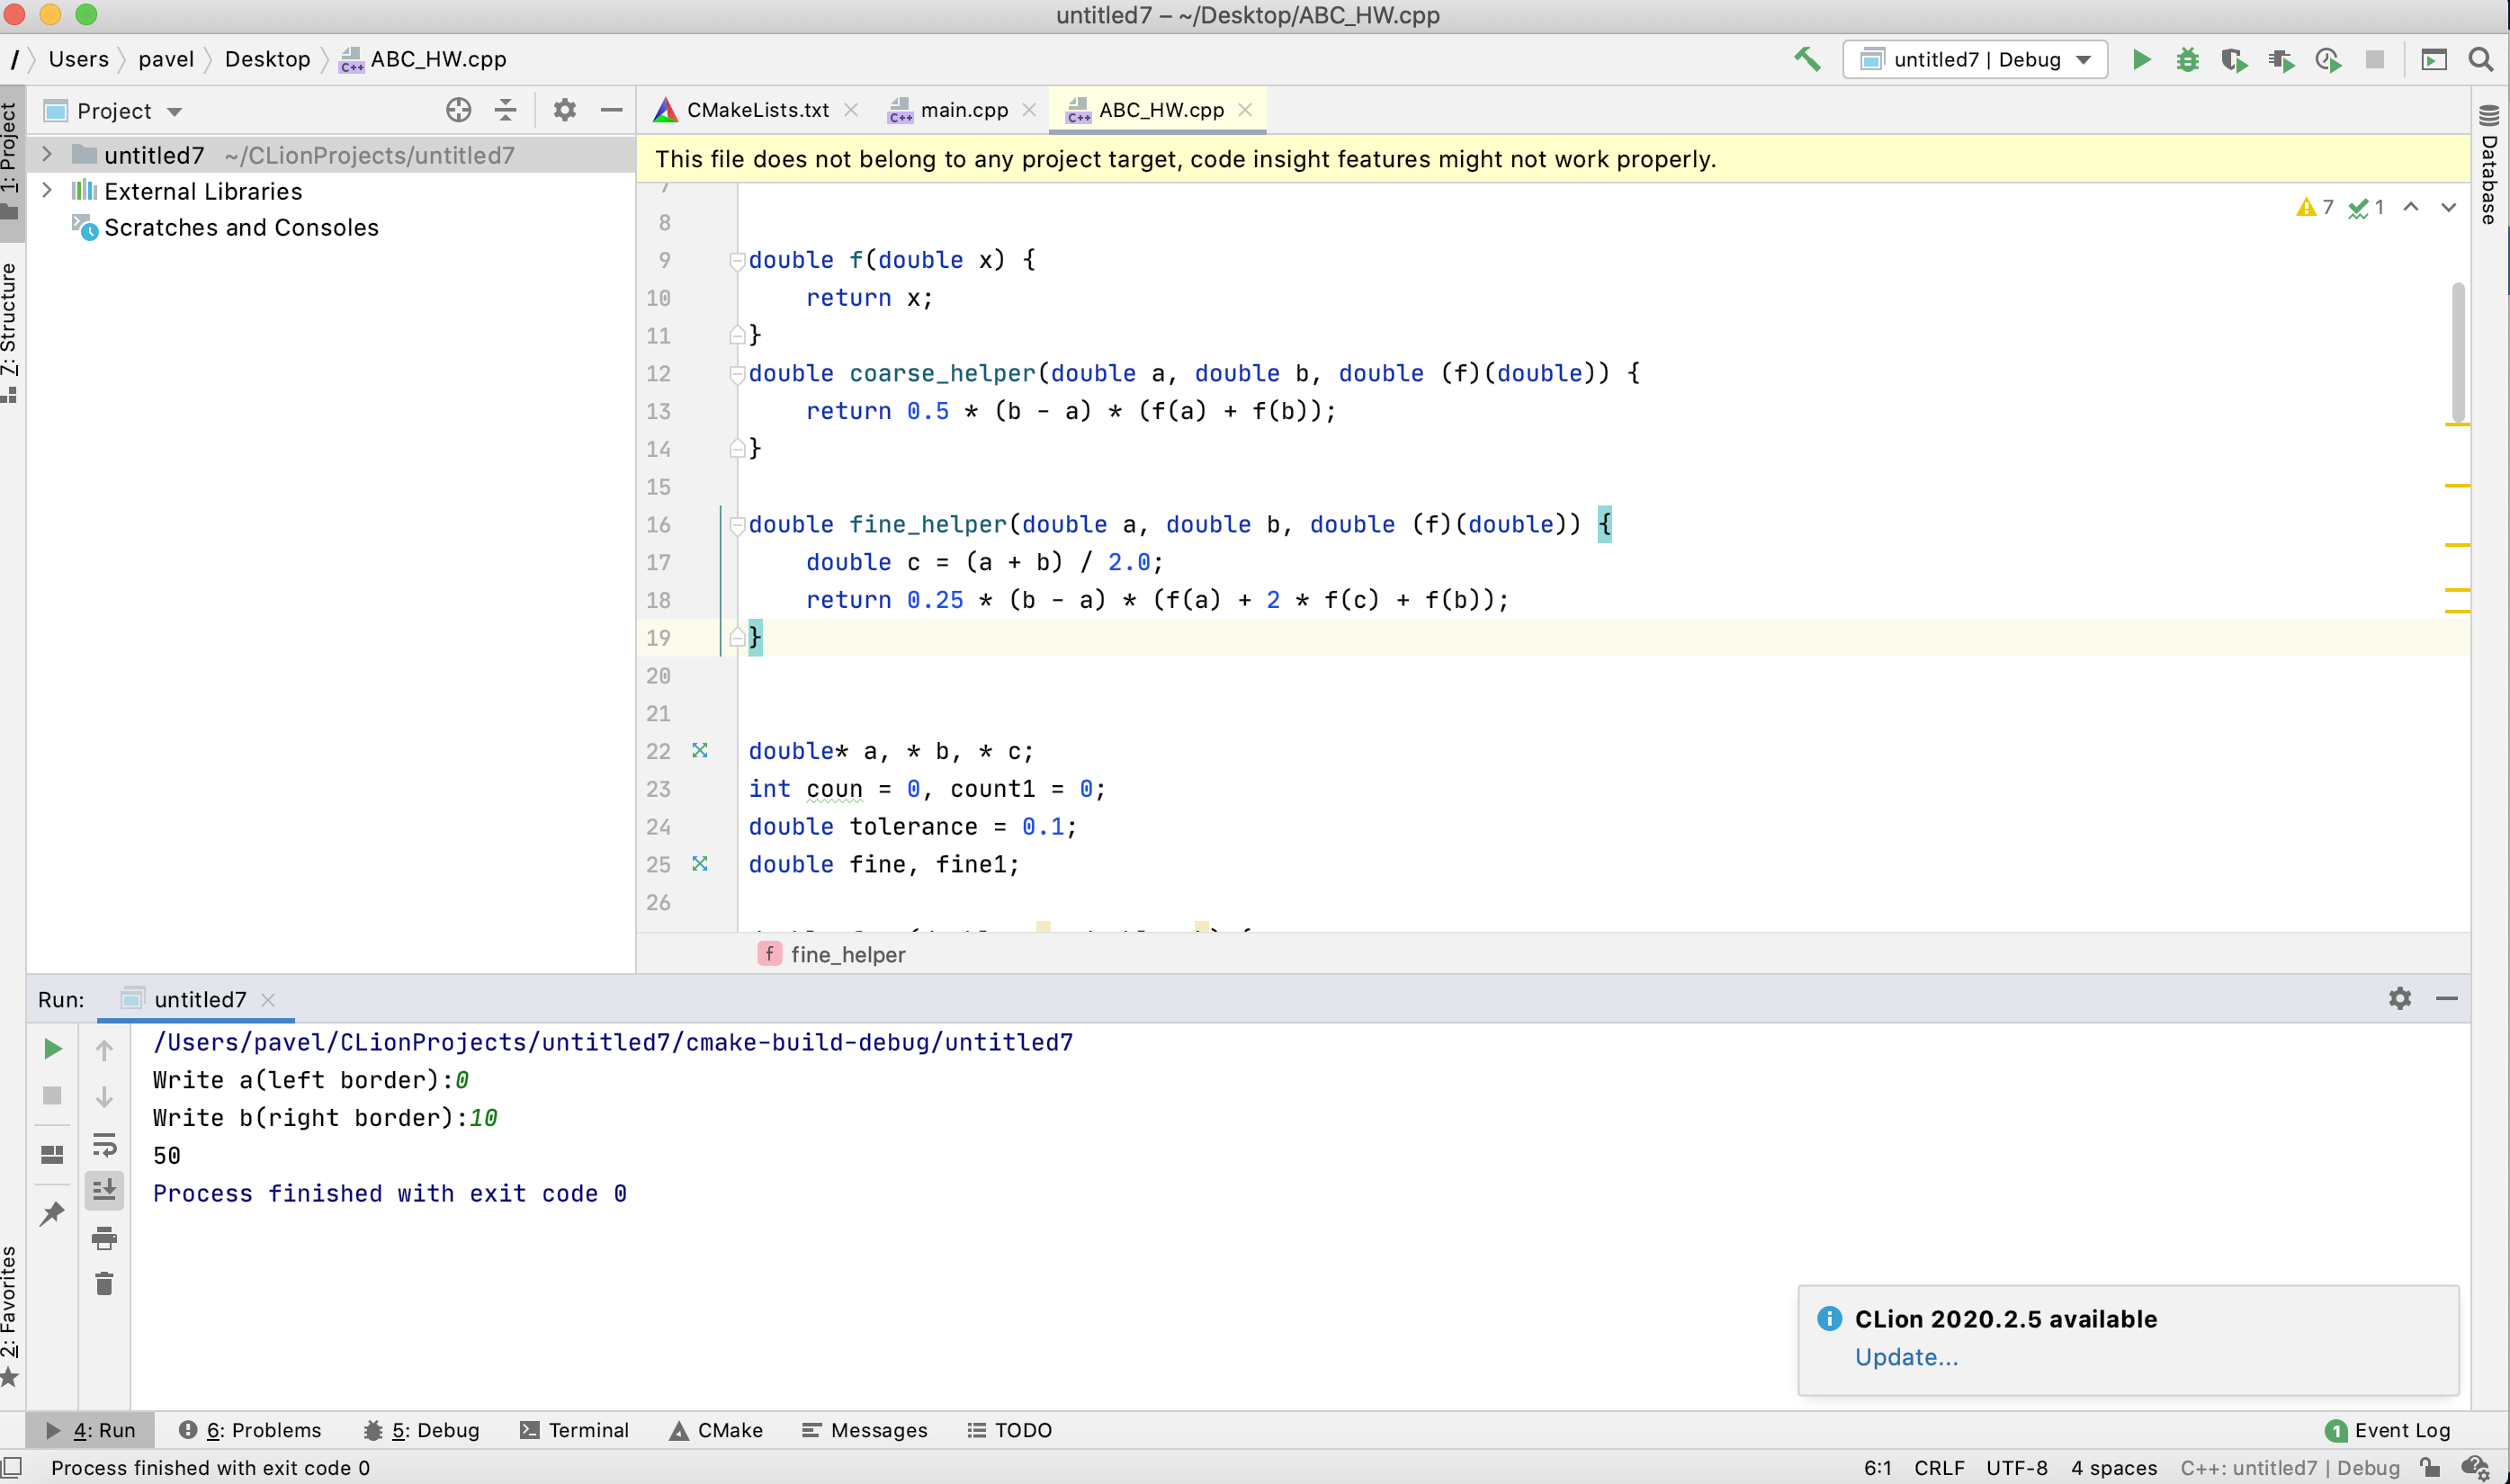 untitled7 – ~/Desktop/ABC_HW.cpp
/ Users pavel Desktop ABC_HW.cpp
untitled7 | Debug
1: Project
7: Structure
2: Favorites
Database
Project
untitled7 ~/CLionProjects/untitled7
External Libraries
Scratches and Consoles
CMakeLists.txt main.cpp ABC_HW.cpp
This file does not belong to any project target, code insight features might not work properly.
7 1
7
8
9 double f(double x) {
10 return x;
11 }
12 double coarse_helper(double a, double b, double (f)(double)) {
13 return 0.5 * (b - a) * (f(a) + f(b));
14 }
15
16 double fine_helper(double a, double b, double (f)(double)) {
17 double c = (a + b) / 2.0;
18 return 0.25 * (b - a) * (f(a) + 2 * f(c) + f(b));
19 }
20
21
22 double* a, * b, * c;
23 int coun = 0, count1 = 0;
24 double tolerance = 0.1;
25 double fine, fine1;
26
f fine_helper
Run: untitled7
/Users/pavel/CLionProjects/untitled7/cmake-build-debug/untitled7
Write a(left border):0
Write b(right border):10
50
Process finished with exit code 0
CLion 2020.2.5 available
Update...
4: Run 6: Problems 5: Debug Terminal CMake Messages TODO 1 Event Log
Process finished with exit code 0 6:1 CRLF UTF-8 4 spaces C++: untitled7 | Debug